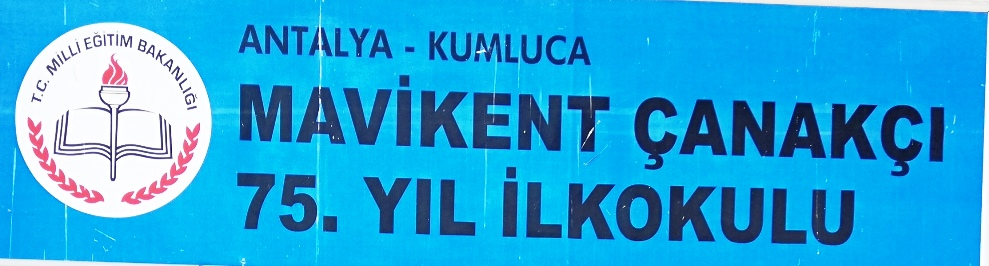 T.C. MİLLİ EĞİTİM BAKANLIĞI
ANTALYA - KUMLUCA
MAVİKENT ÇANAKÇI
75. YIL İLKOKULU